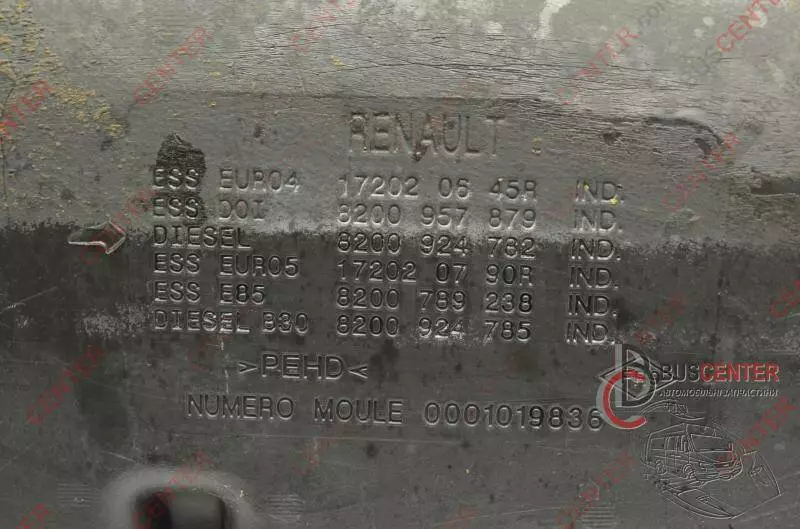 RENAULT
ESS EURO4 17202 06 45R IND.
ESS DOI 8200 957 879 IND.
DIESEL 8200 924 782 IND.
ESS EURO5 17202 07 90R IND.
ESS E85 8200 789 238 IND.
DIESEL B30 8200 924 785 IND.
>PEHD<
NUMERO MOULE 0001019836
BUSCENTER
АВТОМОБІЛЬНІ ЗАПЧАСТИНИ